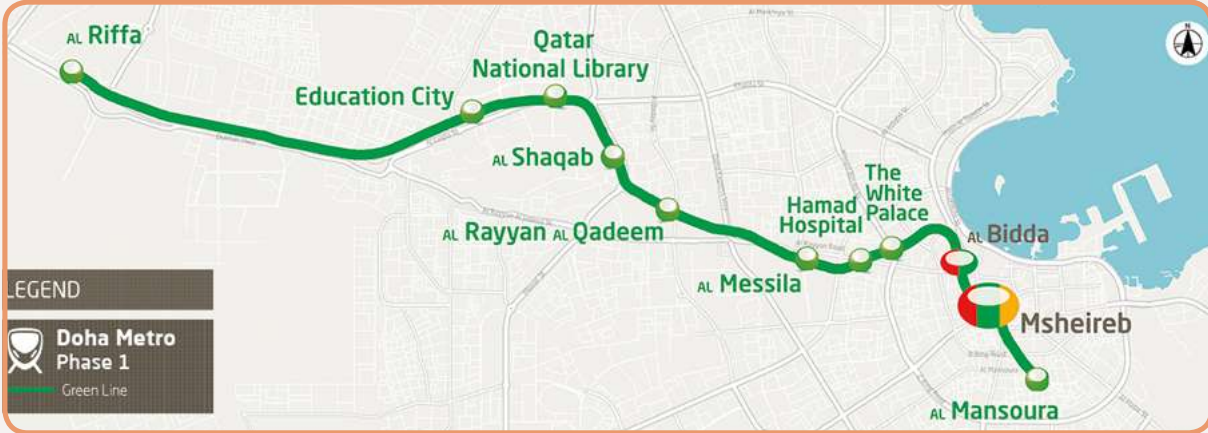 AL Riffa
Qatar
National Library
Education City
AL Shaqab
AL Rayyan AL Qadeem
AL Messila
Hamad
Hospital
The
White
Palace
AL Bidda
Msheireb
AL Mansoura
N
LEGEND
Doha Metro
Phase 1
Green Line